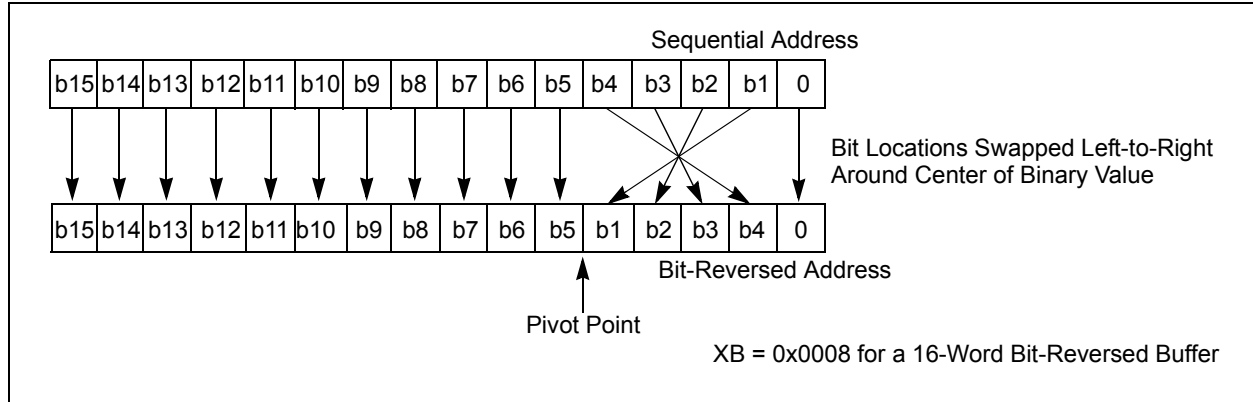 Sequential Address
b15 b14 b13 b12 b11 b10 b9 b8 b7 b6 b5 b4 b3 b2 b1 0
Bit Locations Swapped Left-to-Right
Around Center of Binary Value
b15 b14 b13 b12 b11 b10 b9 b8 b7 b6 b5 b1 b2 b3 b4 0
Bit-Reversed Address
Pivot Point
XB = 0x0008 for a 16-Word Bit-Reversed Buffer